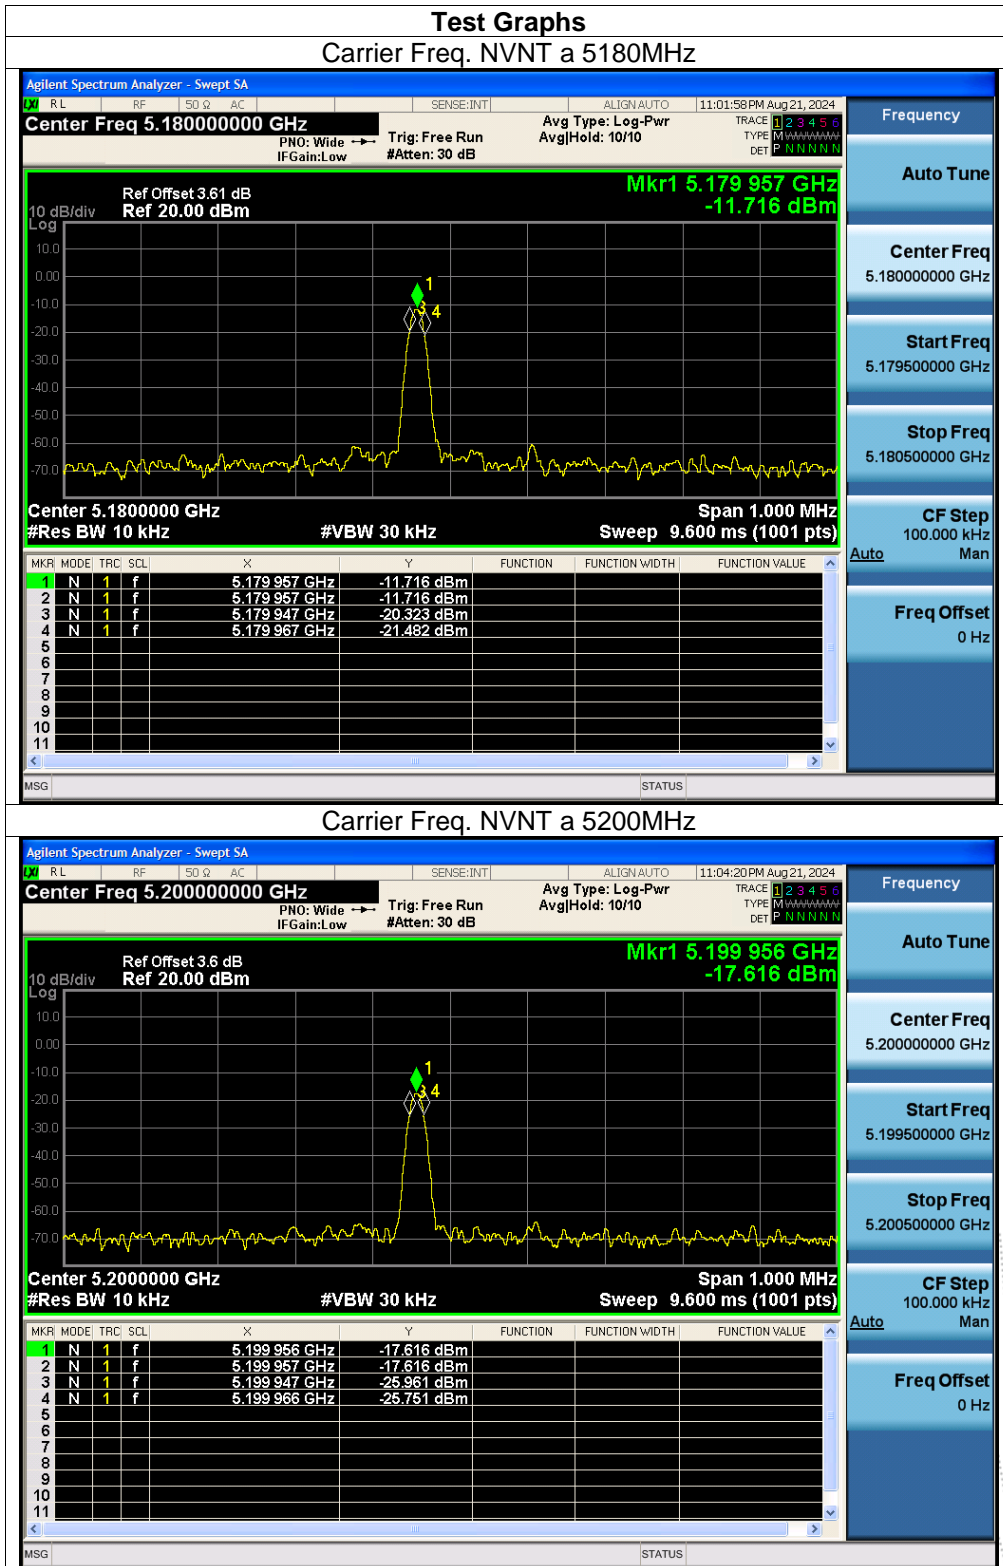 Test Graphs
Carrier Freq. NVNT a 5180MHz
Agilent Spectrum Analyzer - Swept SA
LXI RL RF 50 Ω AC SENSE:INT ALIGN AUTO 11:01:58 PM Aug 21, 2024
Center Freq 5.180000000 GHz Avg Type: Log-Pwr TRACE 1 2 3 4 5 6 Frequency
PNO: Wide Trig: Free Run Avg|Hold: 10/10 TYPE M WWWWW
IFGain:Low #Atten: 30 dB DET P N N N N N
Auto Tune
Mkr1 5.179 957 GHz
Ref Offset 3.61 dB
10 dB/div Ref 20.00 dBm -11.716 dBm
Log
10.0
0.00
-10.0
-20.0
-30.0
-40.0
-50.0
-60.0
-70.0
1
3 4
Center Freq
5.180000000 GHz
Start Freq
5.179500000 GHz
Stop Freq
5.180500000 GHz
Center 5.1800000 GHz Span 1.000 MHz
#Res BW 10 kHz #VBW 30 kHz Sweep 9.600 ms (1001 pts)
CF Step
100.000 kHz
Auto Man
MKR MODE TRC SCL X Y FUNCTION FUNCTION WIDTH FUNCTION VALUE
1 N 1 f 5.179 957 GHz -11.716 dBm
2 N 1 f 5.179 957 GHz -11.716 dBm
3 N 1 f 5.179 947 GHz -20.323 dBm
4 N 1 f 5.179 967 GHz -21.482 dBm
5
6
7
8
9
10
11
Freq Offset
0 Hz
MSG STATUS
Carrier Freq. NVNT a 5200MHz
Agilent Spectrum Analyzer - Swept SA
LXI RL RF 50 Ω AC SENSE:INT ALIGN AUTO 11:04:20 PM Aug 21, 2024
Center Freq 5.200000000 GHz Avg Type: Log-Pwr TRACE 1 2 3 4 5 6 Frequency
PNO: Wide Trig: Free Run Avg|Hold: 10/10 TYPE M WWWWW
IFGain:Low #Atten: 30 dB DET P N N N N N
Auto Tune
Mkr1 5.199 956 GHz
Ref Offset 3.6 dB
10 dB/div Ref 20.00 dBm -17.616 dBm
Log
10.0
0.00
-10.0
-20.0
-30.0
-40.0
-50.0
-60.0
-70.0
1
3 4
Center Freq
5.200000000 GHz
Start Freq
5.199500000 GHz
Stop Freq
5.200500000 GHz
Center 5.2000000 GHz Span 1.000 MHz
#Res BW 10 kHz #VBW 30 kHz Sweep 9.600 ms (1001 pts)
CF Step
100.000 kHz
Auto Man
MKR MODE TRC SCL X Y FUNCTION FUNCTION WIDTH FUNCTION VALUE
1 N 1 f 5.199 956 GHz -17.616 dBm
2 N 1 f 5.199 957 GHz -17.616 dBm
3 N 1 f 5.199 947 GHz -25.961 dBm
4 N 1 f 5.199 966 GHz -25.751 dBm
5
6
7
8
9
10
11
Freq Offset
0 Hz
MSG STATUS